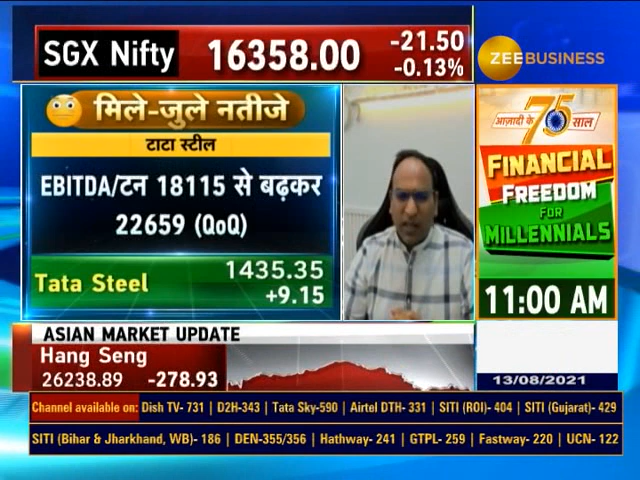 SGX Nifty 16358.00 -21.50
-0.13%
ZEE BUSINESS
मिले-जुले नतीजे
टाटा स्टील
EBITDA/टन 18115 से बढ़कर
22659 (QoQ)
Tata Steel 1435.35
+9.15
आज़ादी के 75 साल
FINANCIAL
FREEDOM
FOR
MILLENNIALS
11:00 AM
ASIAN MARKET UPDATE
Hang Seng
26238.89 -278.93
13/08/2021
Channel available on: Dish TV- 731 | D2H-343 | Tata Sky-590 | Airtel DTH- 331 | SITI (ROI)- 404 | SITI (Gujarat)- 429
SITI (Bihar & Jharkhand, WB)- 186 | DEN-355/356 | Hathway- 241 | GTPL- 259 | Fastway- 220 | UCN- 122